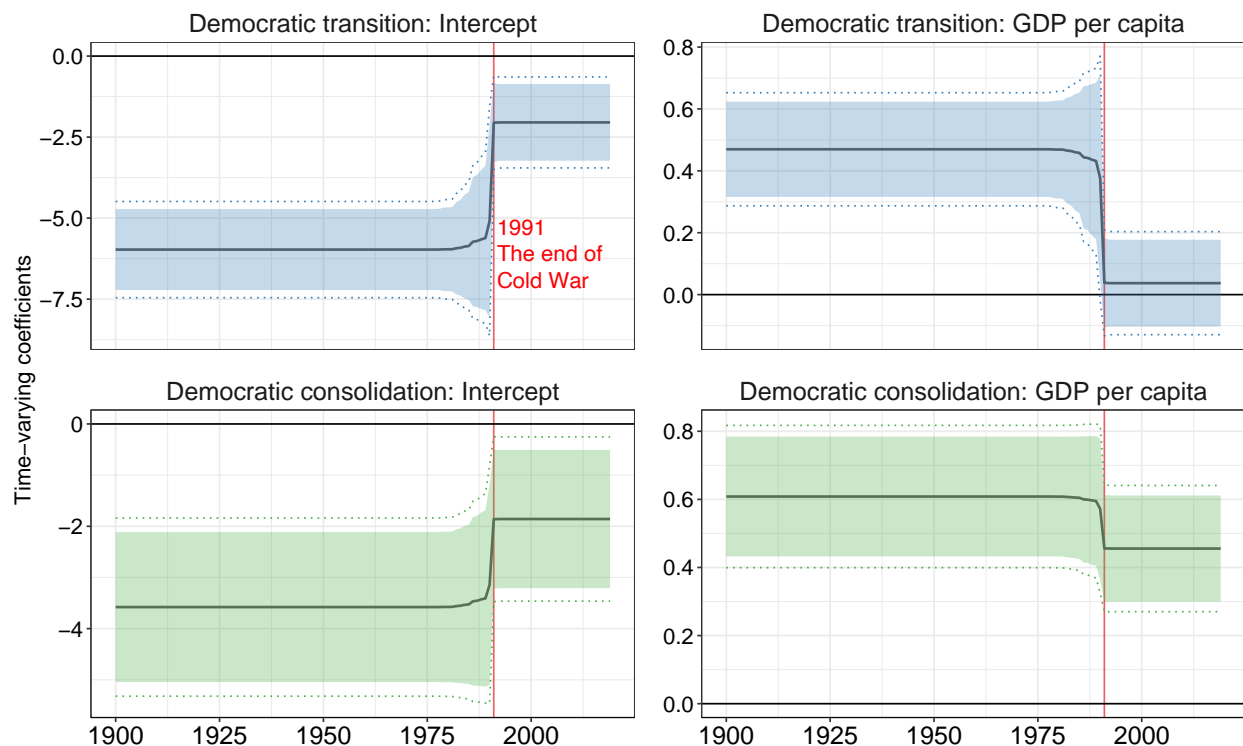 Democratic transition: Intercept
Democratic transition: GDP per capita
0.0
−2.5
−5.0
−7.5
1991
The end of
Cold War
0.8
0.6
0.4
0.2
0.0
Time−varying coefficients
Democratic consolidation: Intercept
Democratic consolidation: GDP per capita
0
−2
−4
0.8
0.6
0.4
0.2
0.0
1900 1925 1950 1975 2000
1900 1925 1950 1975 2000